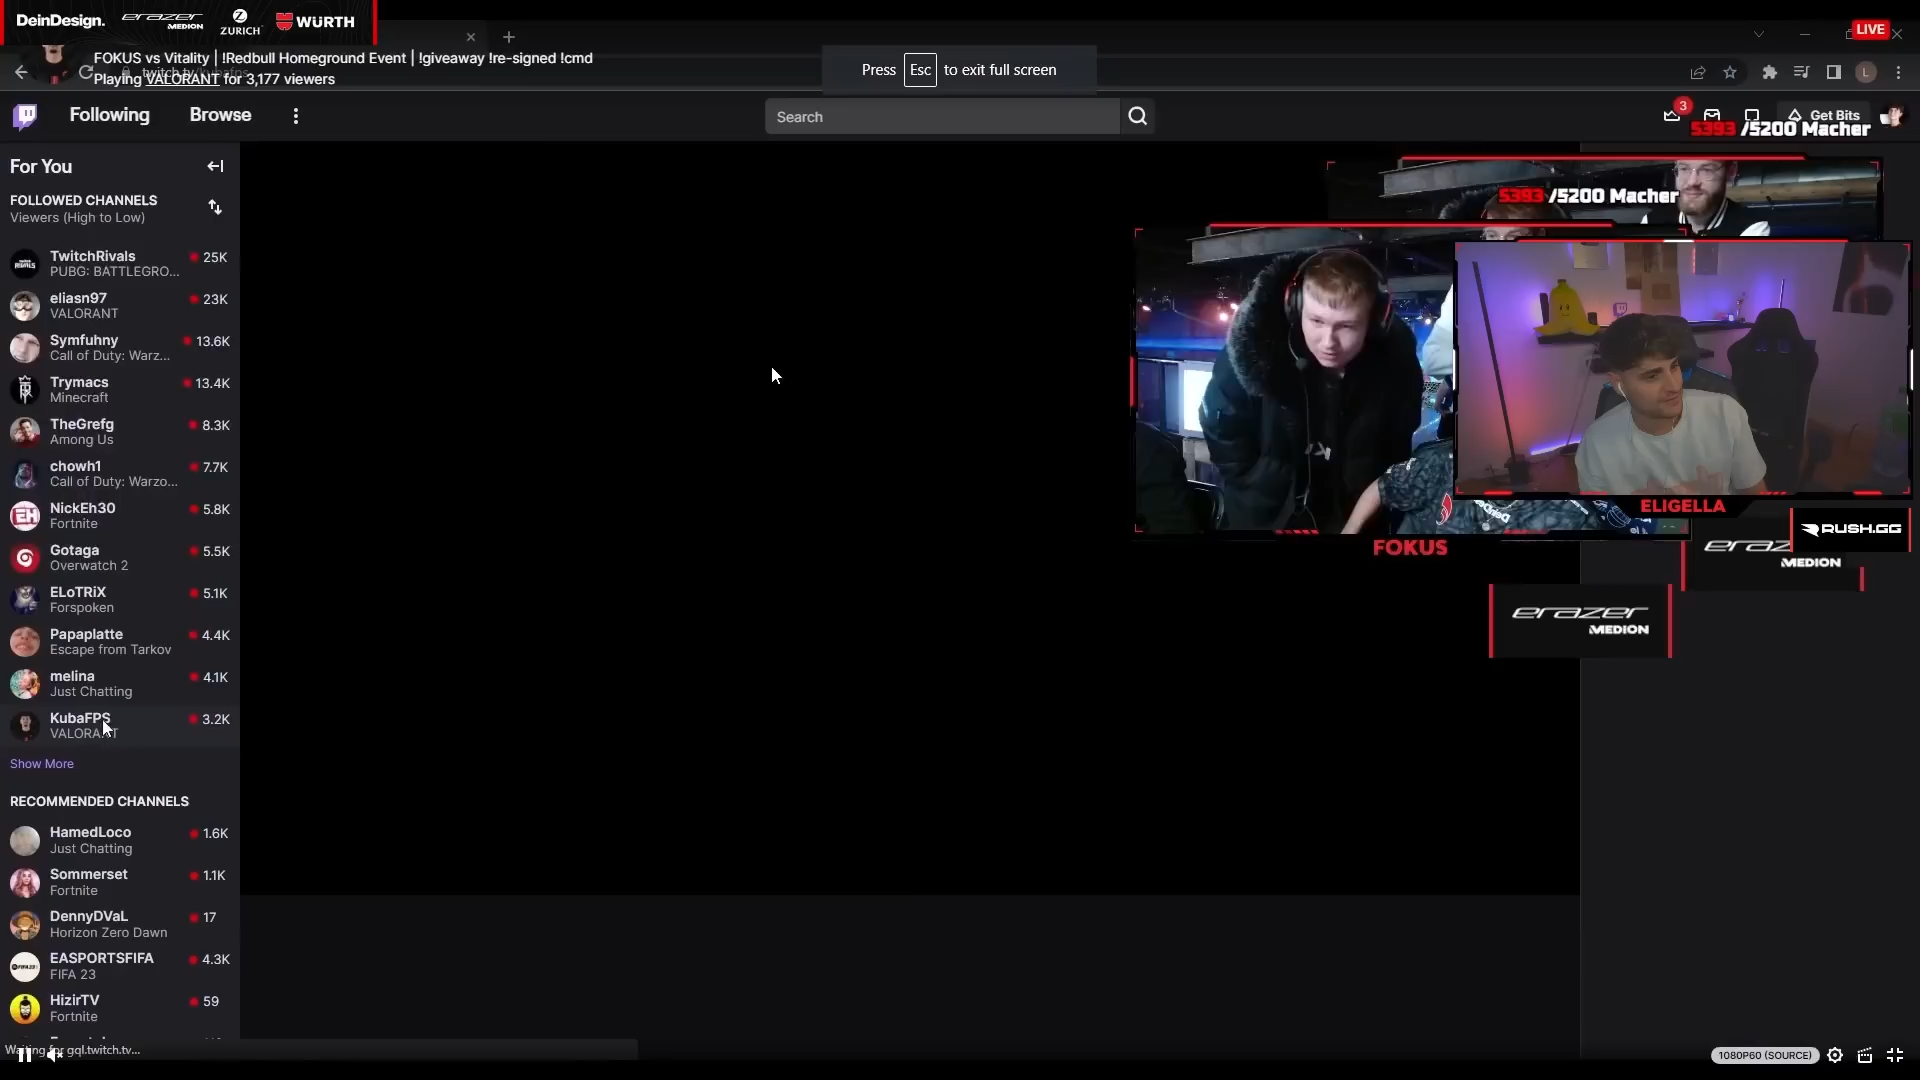 DeinDesign.
erazer
MEDION
ZURICH
WÜRTH
LIVE
FOKUS vs Vitality | !Redbull Homeground Event | !giveaway !re-signed !cmd
Playing VALORANT for 3,177 viewers
Press Esc to exit full screen
L
Following
Browse
Search
3
Get Bits
5393 /5200 Macher
5393 /5200 Macher
For You
FOLLOWED CHANNELS
Viewers (High to Low)
TwitchRivals
25K
PUBG: BATTLEGRO...
eliasn97
23K
VALORANT
Symfuhny
13.6K
Call of Duty: Warz...
Trymacs
13.4K
Minecraft
TheGrefg
8.3K
Among Us
chowh1
7.7K
Call of Duty: Warzo...
NickEh30
5.8K
Fortnite
Gotaga
5.5K
Overwatch 2
ELoTRiX
5.1K
Forspoken
Papaplatte
4.4K
Escape from Tarkov
melina
4.1K
Just Chatting
KubaFPS
3.2K
VALORANT
Show More
RECOMMENDED CHANNELS
HamedLoco
1.6K
Just Chatting
Sommerset
1.1K
Fortnite
DennyDVaL
17
Horizon Zero Dawn
EASPORTSFIFA
4.3K
FIFA 23
HizirTV
59
Fortnite
Waiting for gql.twitch.tv...
ELIGELLA
RUSH.GG
FOKUS
MEDION
erazer
MEDION
1080P60 (SOURCE)